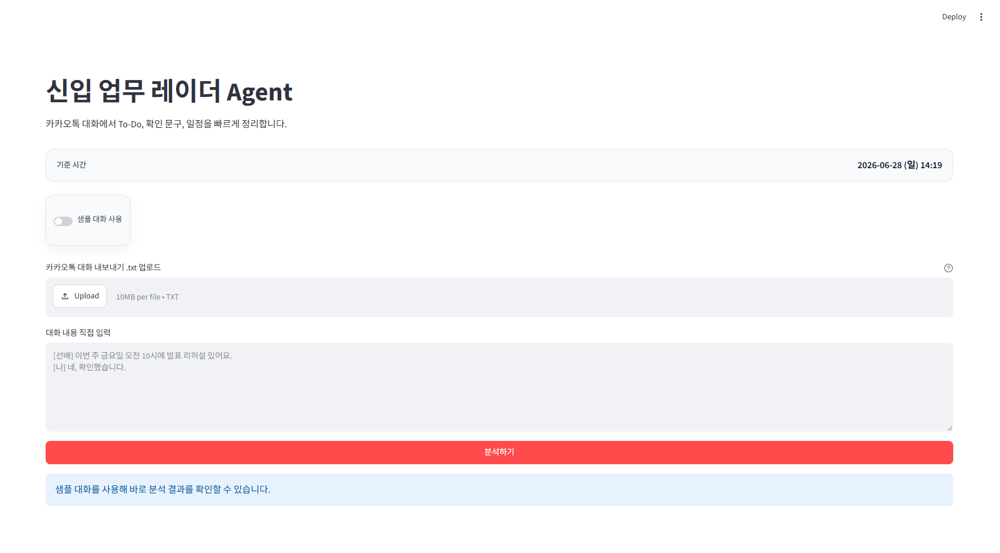 Deploy
신입 업무 레이더 Agent
카카오톡 대화에서 To-Do, 확인 문구, 일정을 빠르게 정리합니다.
기준 시간
2026-06-28 (일) 14:19
샘플 대화 사용
카카오톡 대화 내보내기 .txt 업로드
Upload
10MB per file • TXT
대화 내용 직접 입력
[선배] 이번 주 금요일 오전 10시에 발표 리허설 있어요.
[나] 네, 확인했습니다.
분석하기
샘플 대화를 사용해 바로 분석 결과를 확인할 수 있습니다.